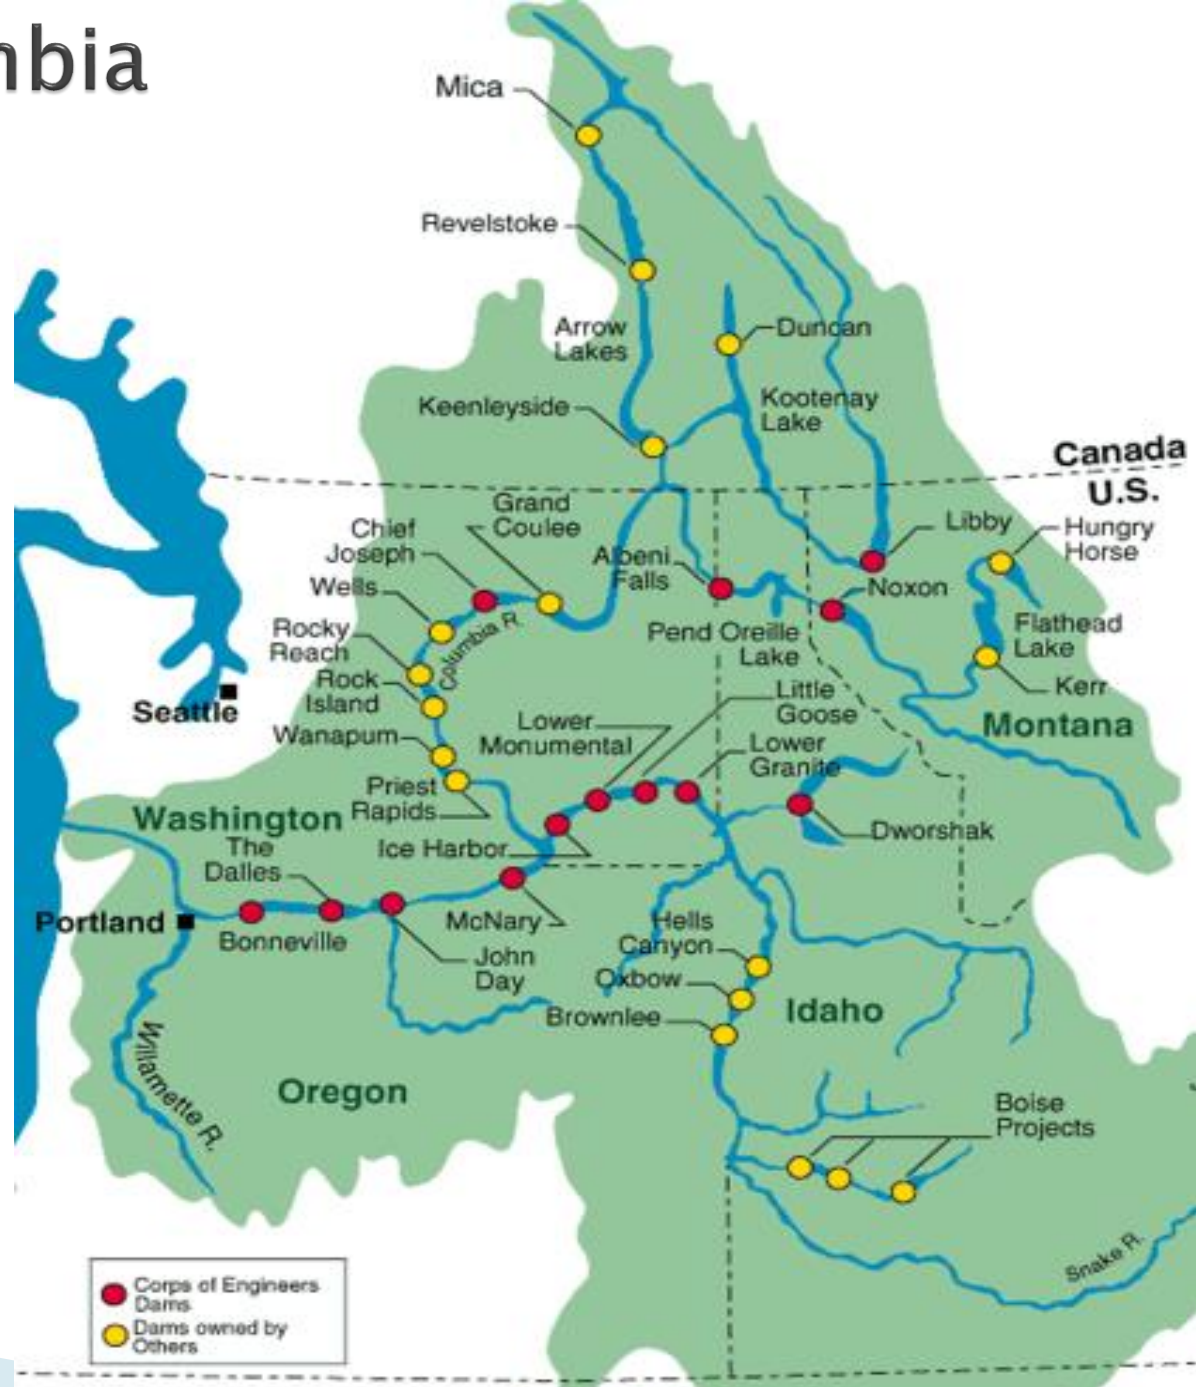 nbia
Mica
Revelstoke
Arrow
Lakes
Duncan
Keenleyside
Kootenay
Lake
Canada
U.S.
Grand
Coulee
Chief
Joseph
Libby
Hungry
Horse
Albeni
Falls
Wells
Noxon
Columbia R.
Rocky
Reach
Pend Oreille
Lake
Flathead
Lake
Rock
Island
Kerr
Seattle
Little
Goose
Lower
Monumental
Montana
Wanapum
Lower
Granite
Priest
Rapids
Washington
Ice Harbor
Dworshak
The
Dalles
Portland
Bonneville
McNary
Hells
Canyon
John
Day
Oxbow
Brownlee
Idaho
Willamette R.
Oregon
Boise
Projects
Snake R.
Corps of Engineers
Dams
Dams owned by
Others